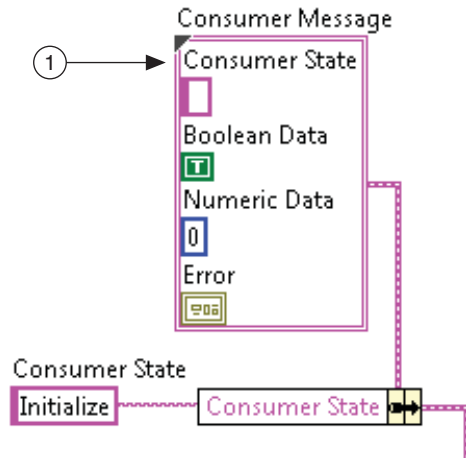 Consumer Message
1
Consumer State
Boolean Data
T
Numeric Data
0
Error
Consumer State
Initialize
Consumer State